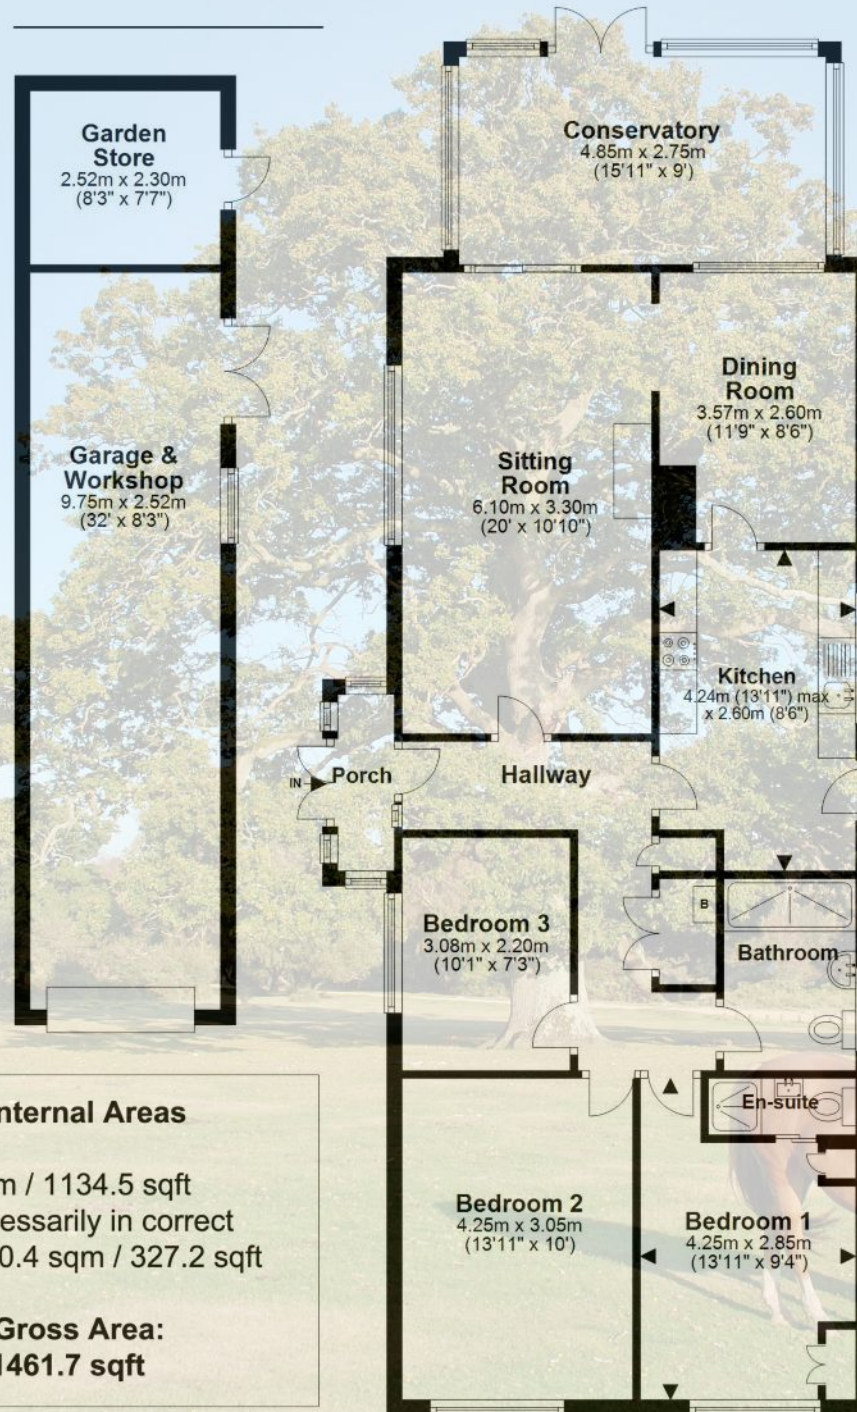 Garden
Store
2.52m x 2.30m
(8'3" x 7'7")
Conservatory
4.85m x 2.75m
(15'11" x 9')
Dining
Room
3.57m x 2.60m
(11'9" x 8'6")
Garage &
Workshop
9.75m x 2.52m
(32' x 8'3")
Sitting
Room
6.10m x 3.30m
(20' x 10'10")
Kitchen
4.24m (13'11") max
x 2.60m (8'6")
IN
Porch
Hallway
Bedroom 3
3.08m x 2.20m
(10'1" x 7'3")
B
Bathroom
En-suite
Bedroom 2
4.25m x 3.05m
(13'11" x 10')
Bedroom 1
4.25m x 2.85m
(13'11" x 9'4")
nternal Areas
m / 1134.5 sqft
essarily in correct
0.4 sqm / 327.2 sqft
Gross Area:
1461.7 sqft